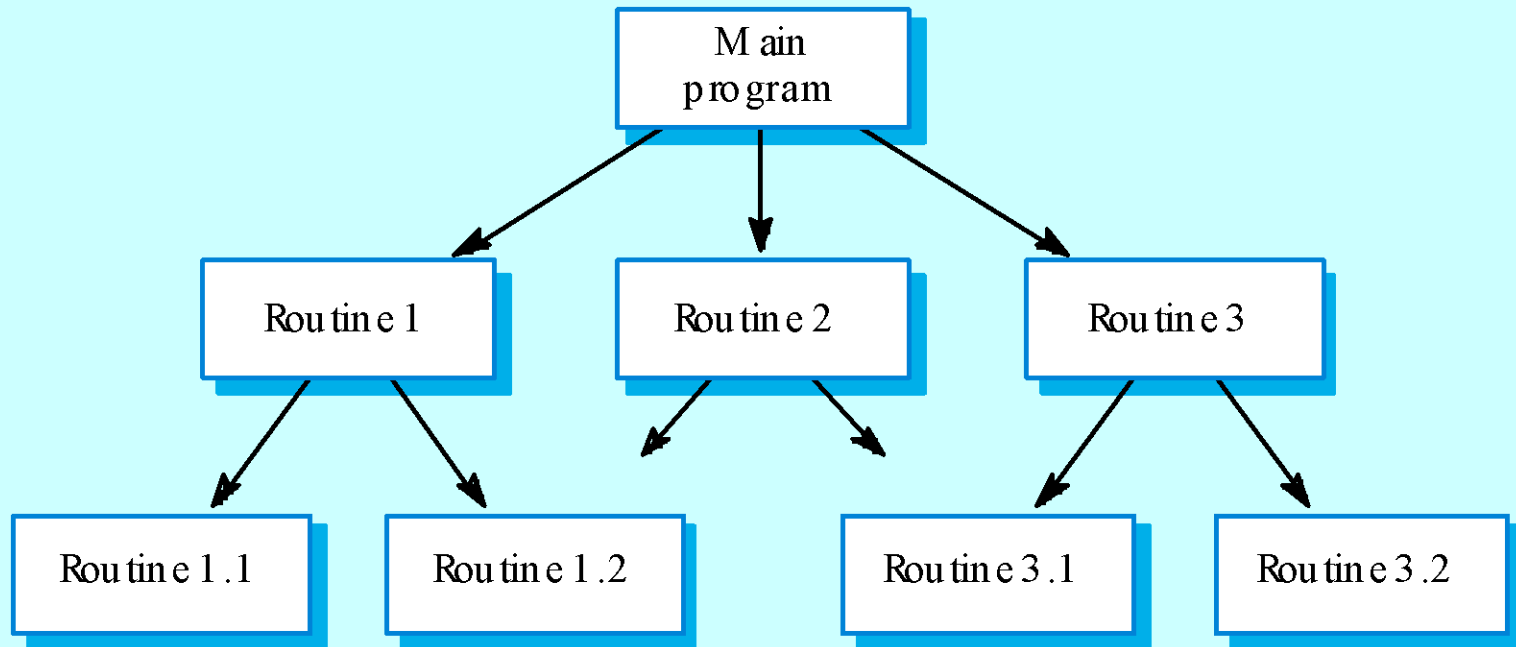 Main
program
Routine 1
Routine 2
Routine 3
Routine 1.1
Routine 1.2
Routine 3.1
Routine 3.2